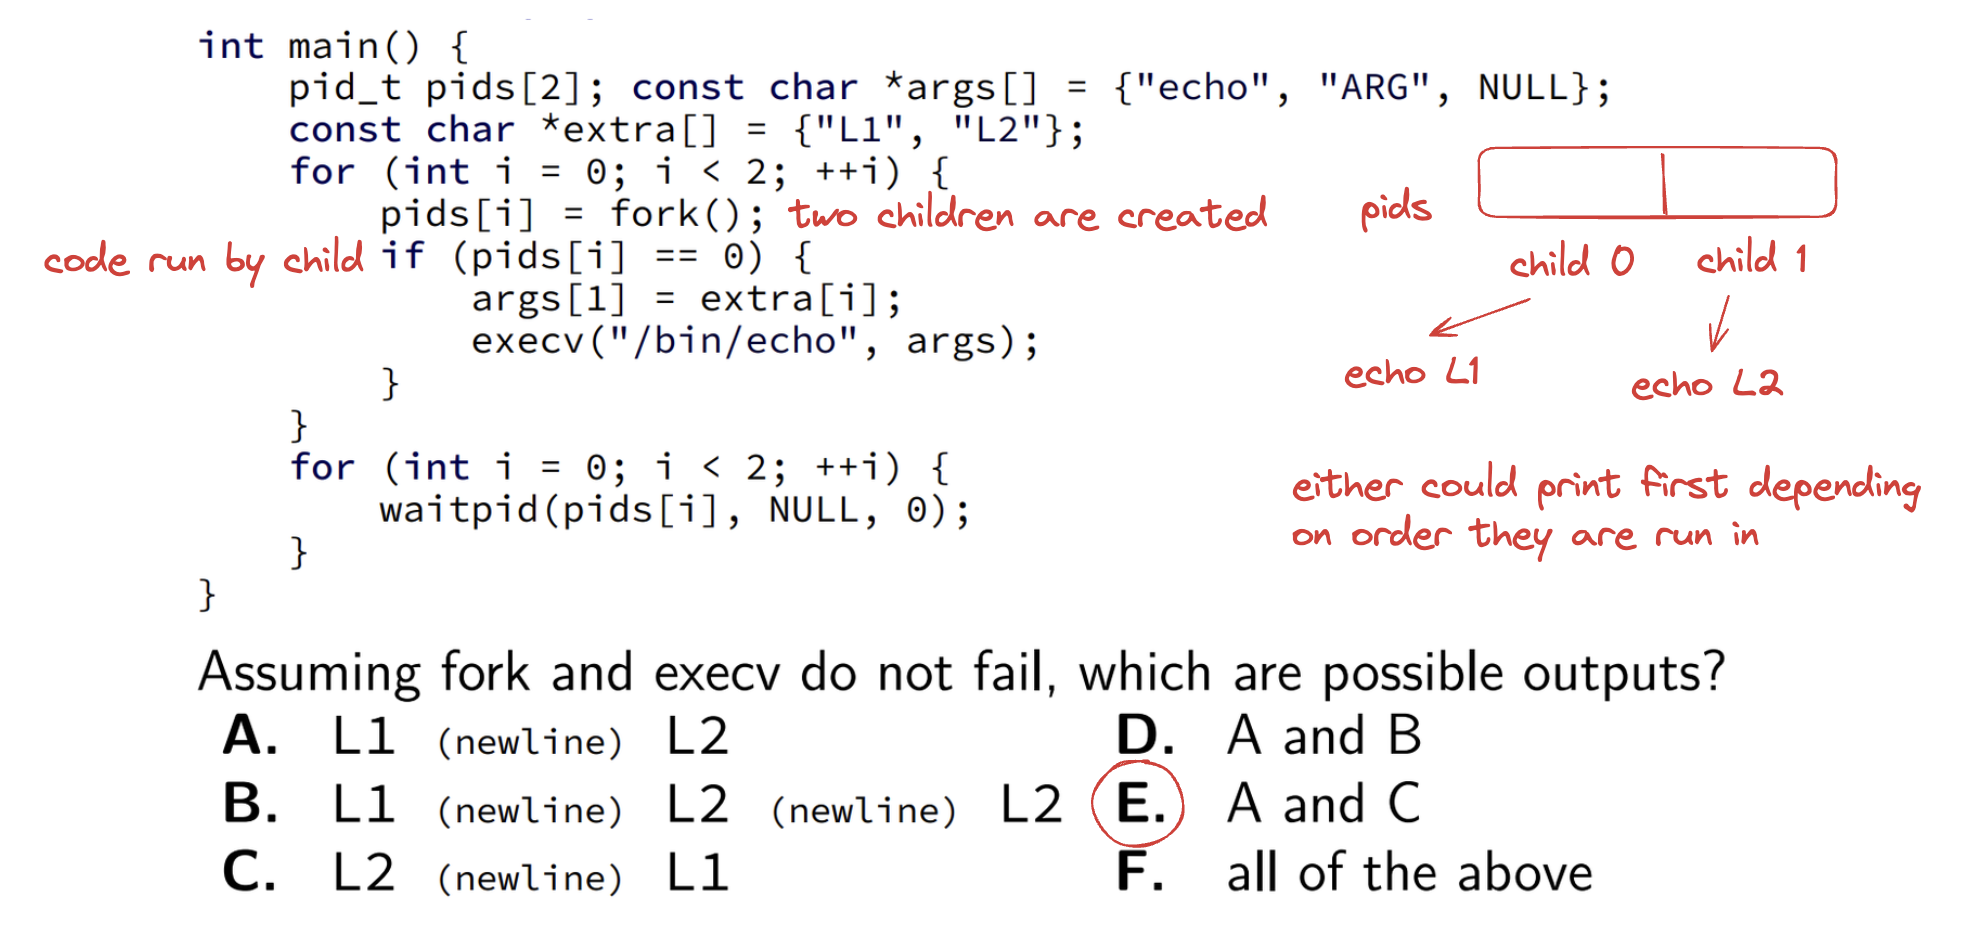 int main() {
pid_t pids[2]; const char *args[] = {"echo", "ARG", NULL};
const char *extra[] = {"L1", "L2"};
for (int i = 0; i < 2; ++i) {
pids[i] = fork(); two children are created
pids
code run by child if (pids[i] == 0) {
child 0 child 1
args[1] = extra[i];
execv("/bin/echo", args);
echo L1 echo L2
}
}
for (int i = 0; i < 2; ++i) {
waitpid(pids[i], NULL, 0);
}
}
either could print first depending
on order they are run in
Assuming fork and execv do not fail, which are possible outputs?
A. L1 (newline) L2
B. L1 (newline) L2 (newline) L2
C. L2 (newline) L1
D. A and B
E. A and C
F. all of the above